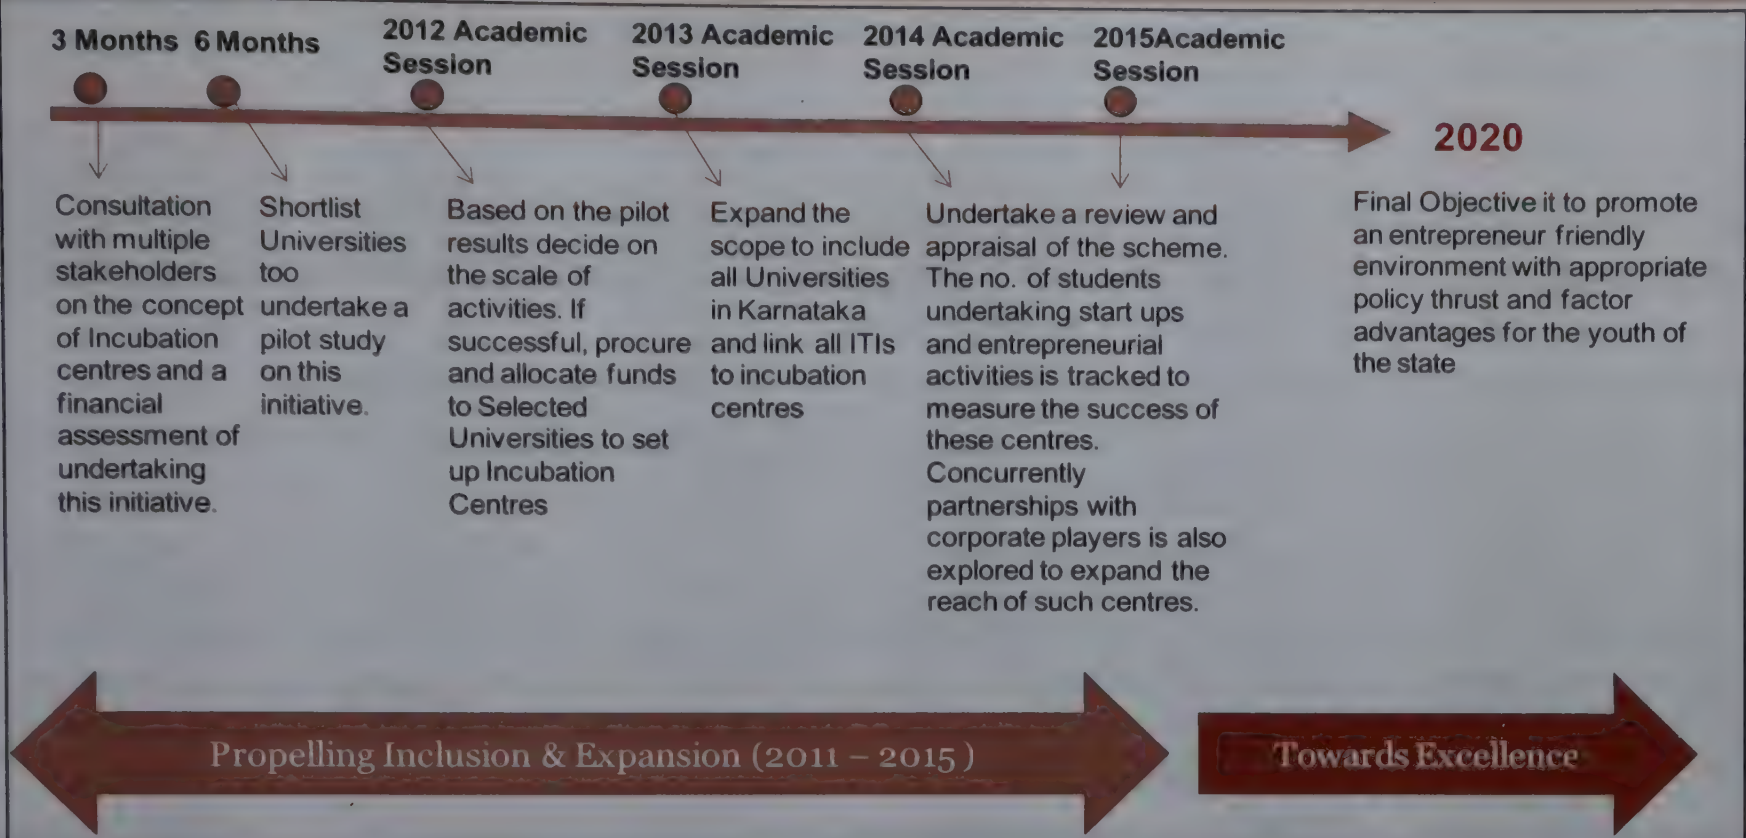 3 Months
6 Months
2012 Academic
Session
2013 Academic
Session
2014 Academic
Session
2015Academic
Session
2020
Consultation
with multiple
stakeholders
on the concept
of Incubation
centres and a
financial
assessment of
undertaking
this initiative.
Shortlist
Universities
too
undertake a
pilot study
on this
initiative.
Based on the pilot
results decide on
the scale of
activities. If
successful, procure
and allocate funds
to Selected
Universities to set
up Incubation
Centres
Expand the
scope to include
all Universities
in Karnataka
and link all ITIs
to incubation
centres
Undertake a review and
appraisal of the scheme.
The no. of students
undertaking start ups
and entrepreneurial
activities is tracked to
measure the success of
these centres.
Concurrently
partnerships with
corporate players is also
explored to expand the
reach of such centres.
Final Objective it to promote
an entrepreneur friendly
environment with appropriate
policy thrust and factor
advantages for the youth of
the state
Propelling Inclusion & Expansion (2011 – 2015 )
Towards Excellence